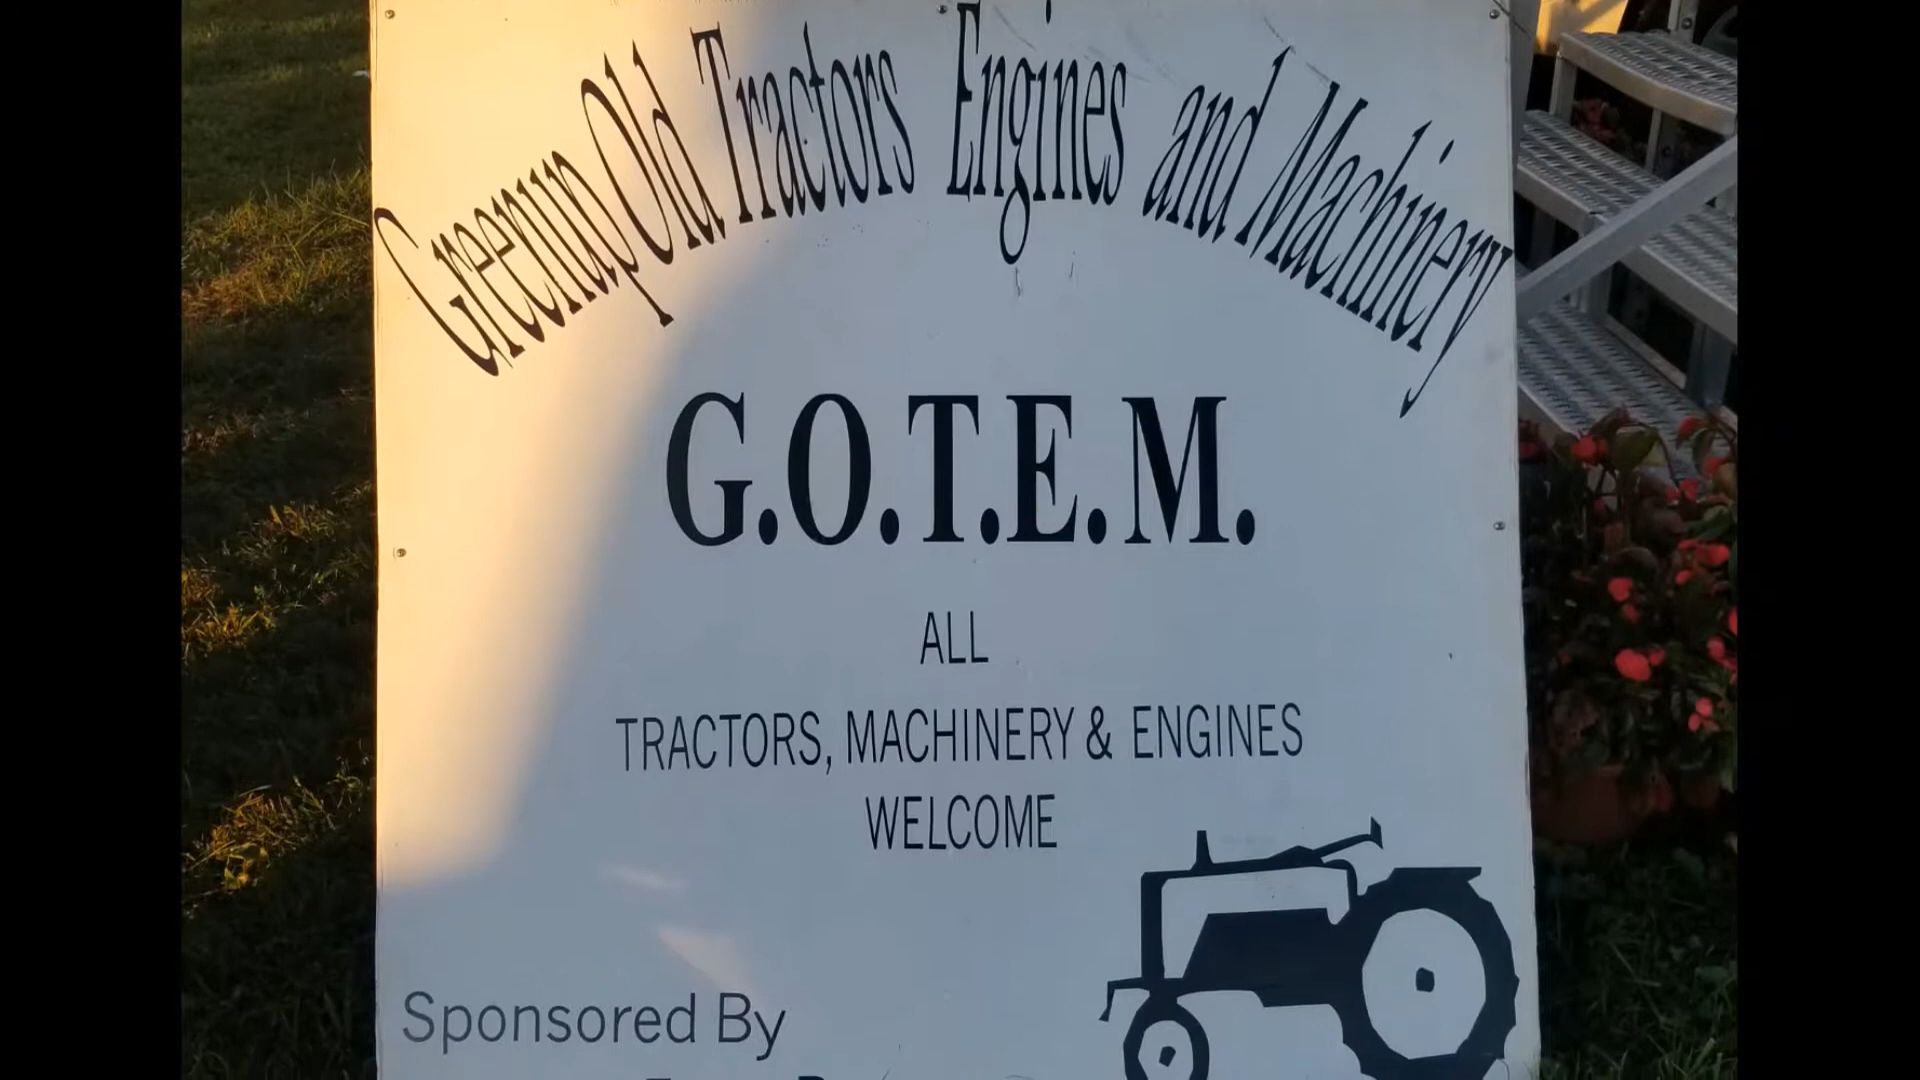 Greenup Old Tractors Engines and Machinery
G.O.T.E.M.
ALL
TRACTORS, MACHINERY & ENGINES
WELCOME
Sponsored By